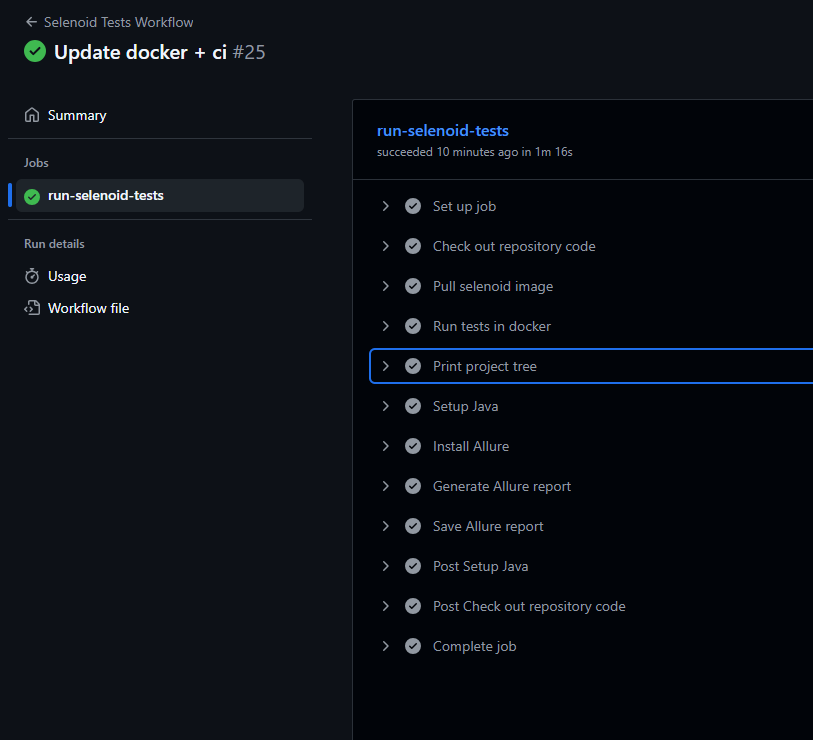 Selenoid Tests Workflow
Update docker + ci #25
Summary
Jobs
run-selenoid-tests
Run details
Usage
Workflow file
run-selenoid-tests
succeeded 10 minutes ago in 1m 16s
Set up job
Check out repository code
Pull selenoid image
Run tests in docker
Print project tree
Setup Java
Install Allure
Generate Allure report
Save Allure report
Post Setup Java
Post Check out repository code
Complete job